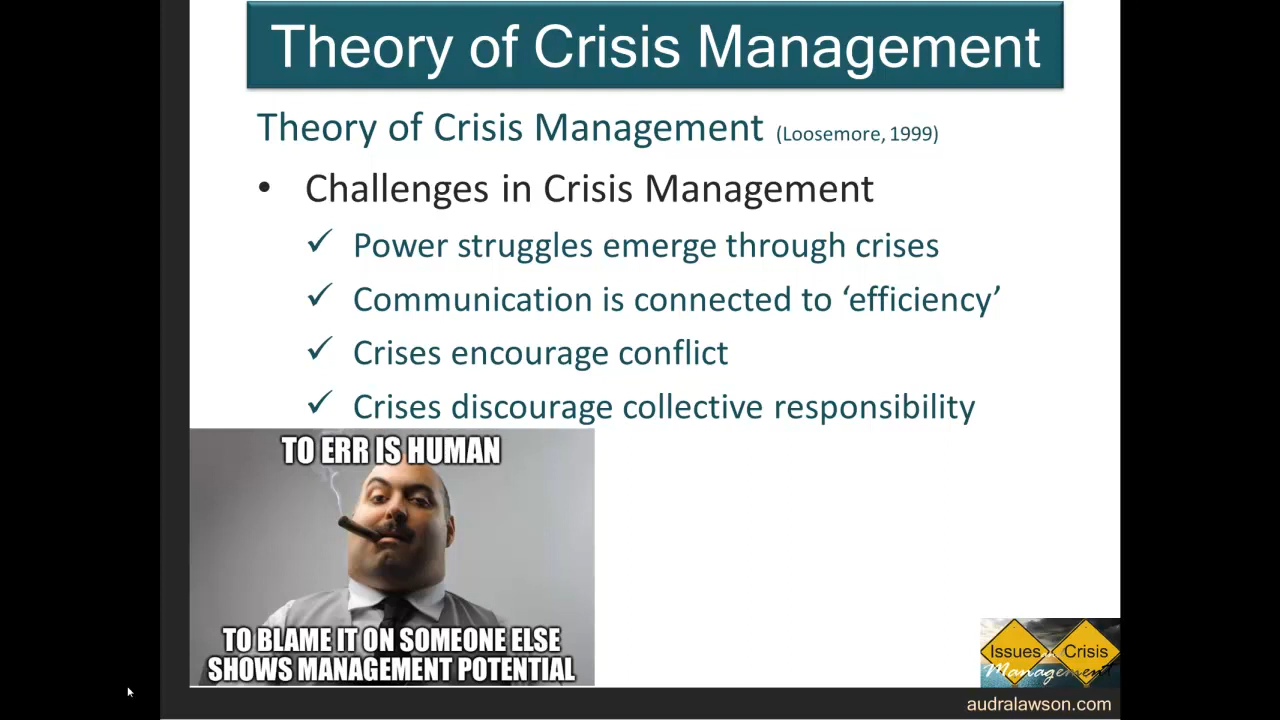 Theory of Crisis Management
Theory of Crisis Management (Loosemore, 1999)
• Challenges in Crisis Management
✓ Power struggles emerge through crises
✓ Communication is connected to ‘efficiency’
✓ Crises encourage conflict
✓ Crises discourage collective responsibility
TO ERR IS HUMAN
TO BLAME IT ON SOMEONE ELSE
SHOWS MANAGEMENT POTENTIAL
Issues Crisis
Management
audralawson.com